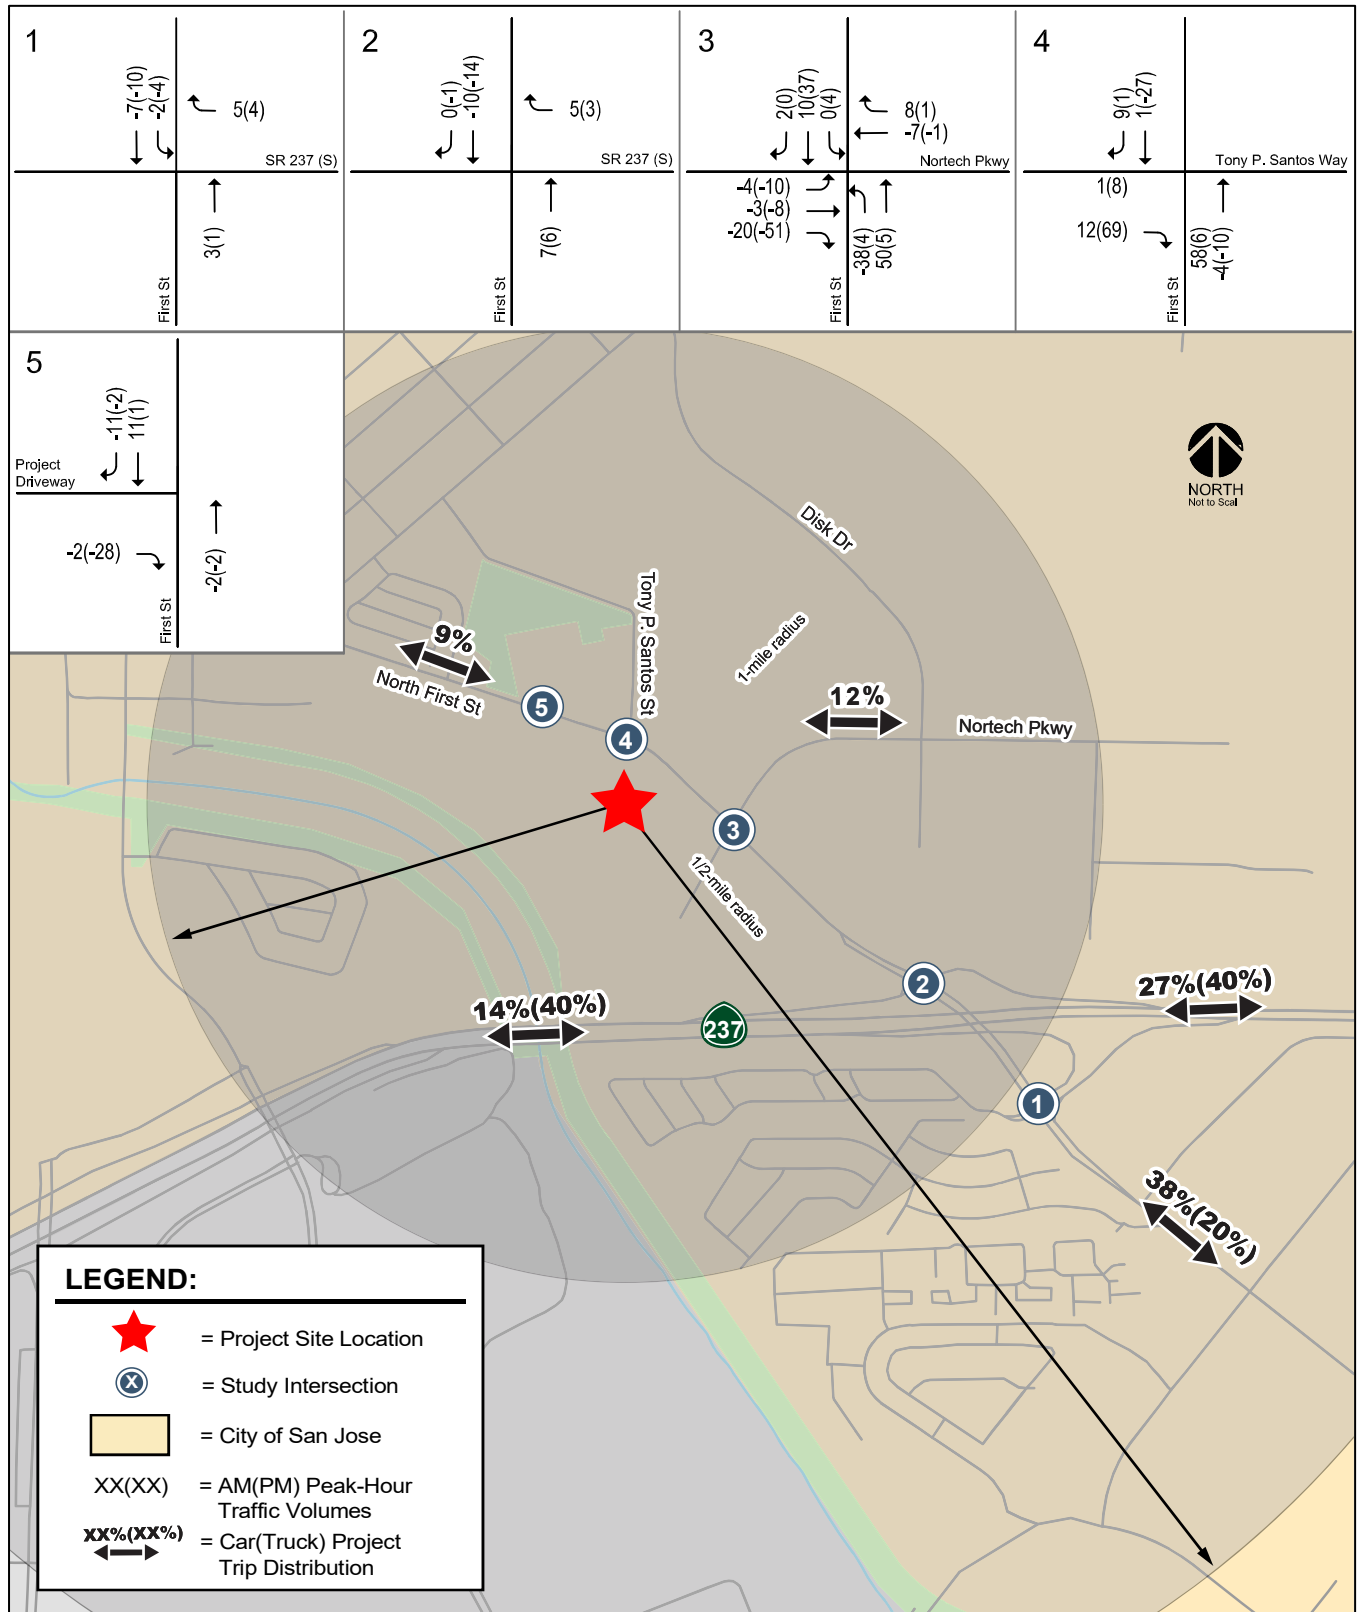 1
-7(-10)
-2(-4)
5(4)
SR 237 (S)
3(1)
First St
2
0(-1)
-10(-14)
5(3)
SR 237 (S)
7(6)
First St
3
2(0)
10(37)
0(4)
8(1)
-7(-1)
Nortech Pkwy
-4(-10)
-3(-8)
-20(-51)
-38(4)
50(5)
First St
4
9(1)
1(-27)
Tony P. Santos Way
1(8)
12(69)
58(6)
-4(-10)
First St
5
-11(-2)
11(1)
Project
Driveway
-2(-28)
-2(-2)
First St
NORTH
Not to Scal
Disk Dr
Tony P. Santos St
1-mile radius
9%
North First St
12%
Nortech Pkwy
5
4
3
1/2-mile radius
2
27%(40%)
14%(40%)
237
1
38%(20%)
LEGEND:
= Project Site Location
X
= Study Intersection
= City of San Jose
XX(XX)
= AM(PM) Peak-Hour
Traffic Volumes
XX%(XX%)
= Car(Truck) Project
Trip Distribution